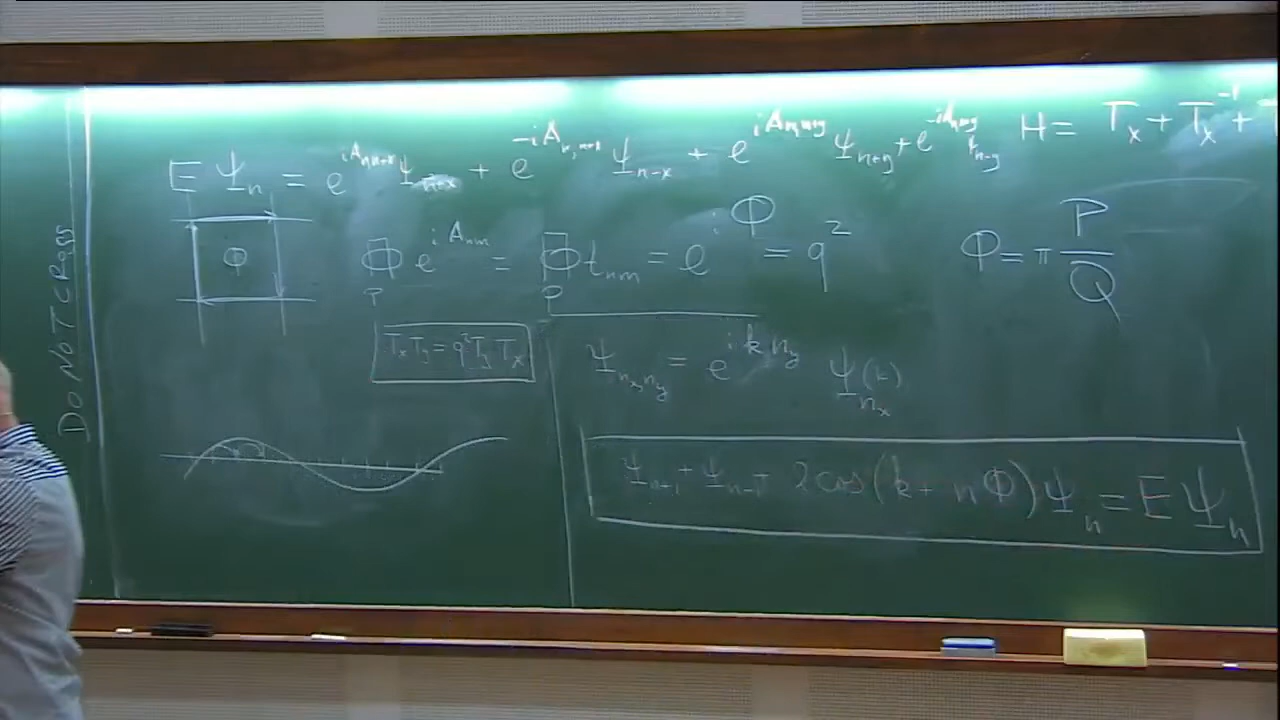 H = T_x + T_x^{-1} +
E Ψ_n = e^{iA_{n,n+x}} Ψ_{n+x} + e^{-iA_{n,n+x}} Ψ_{n-x} + e^{iA_{n,n+y}} Ψ_{n+y} + e^{-iA_{n,n+y}} Ψ_{n-y}
Φ
∏_P e^{i A_{nm}} = ∏_P t_{nm} = e^{iΦ} = q^2
Φ = π P/Q
T_x T_y = q^2 T_y T_x
Ψ_{n_x n_y} = e^{i k n_y} Ψ_{n_x}^{(k)}
Ψ_{n+1} + Ψ_{n-1} + 2cos(k + nΦ) Ψ_n = E Ψ_n
DO NOT CROSS